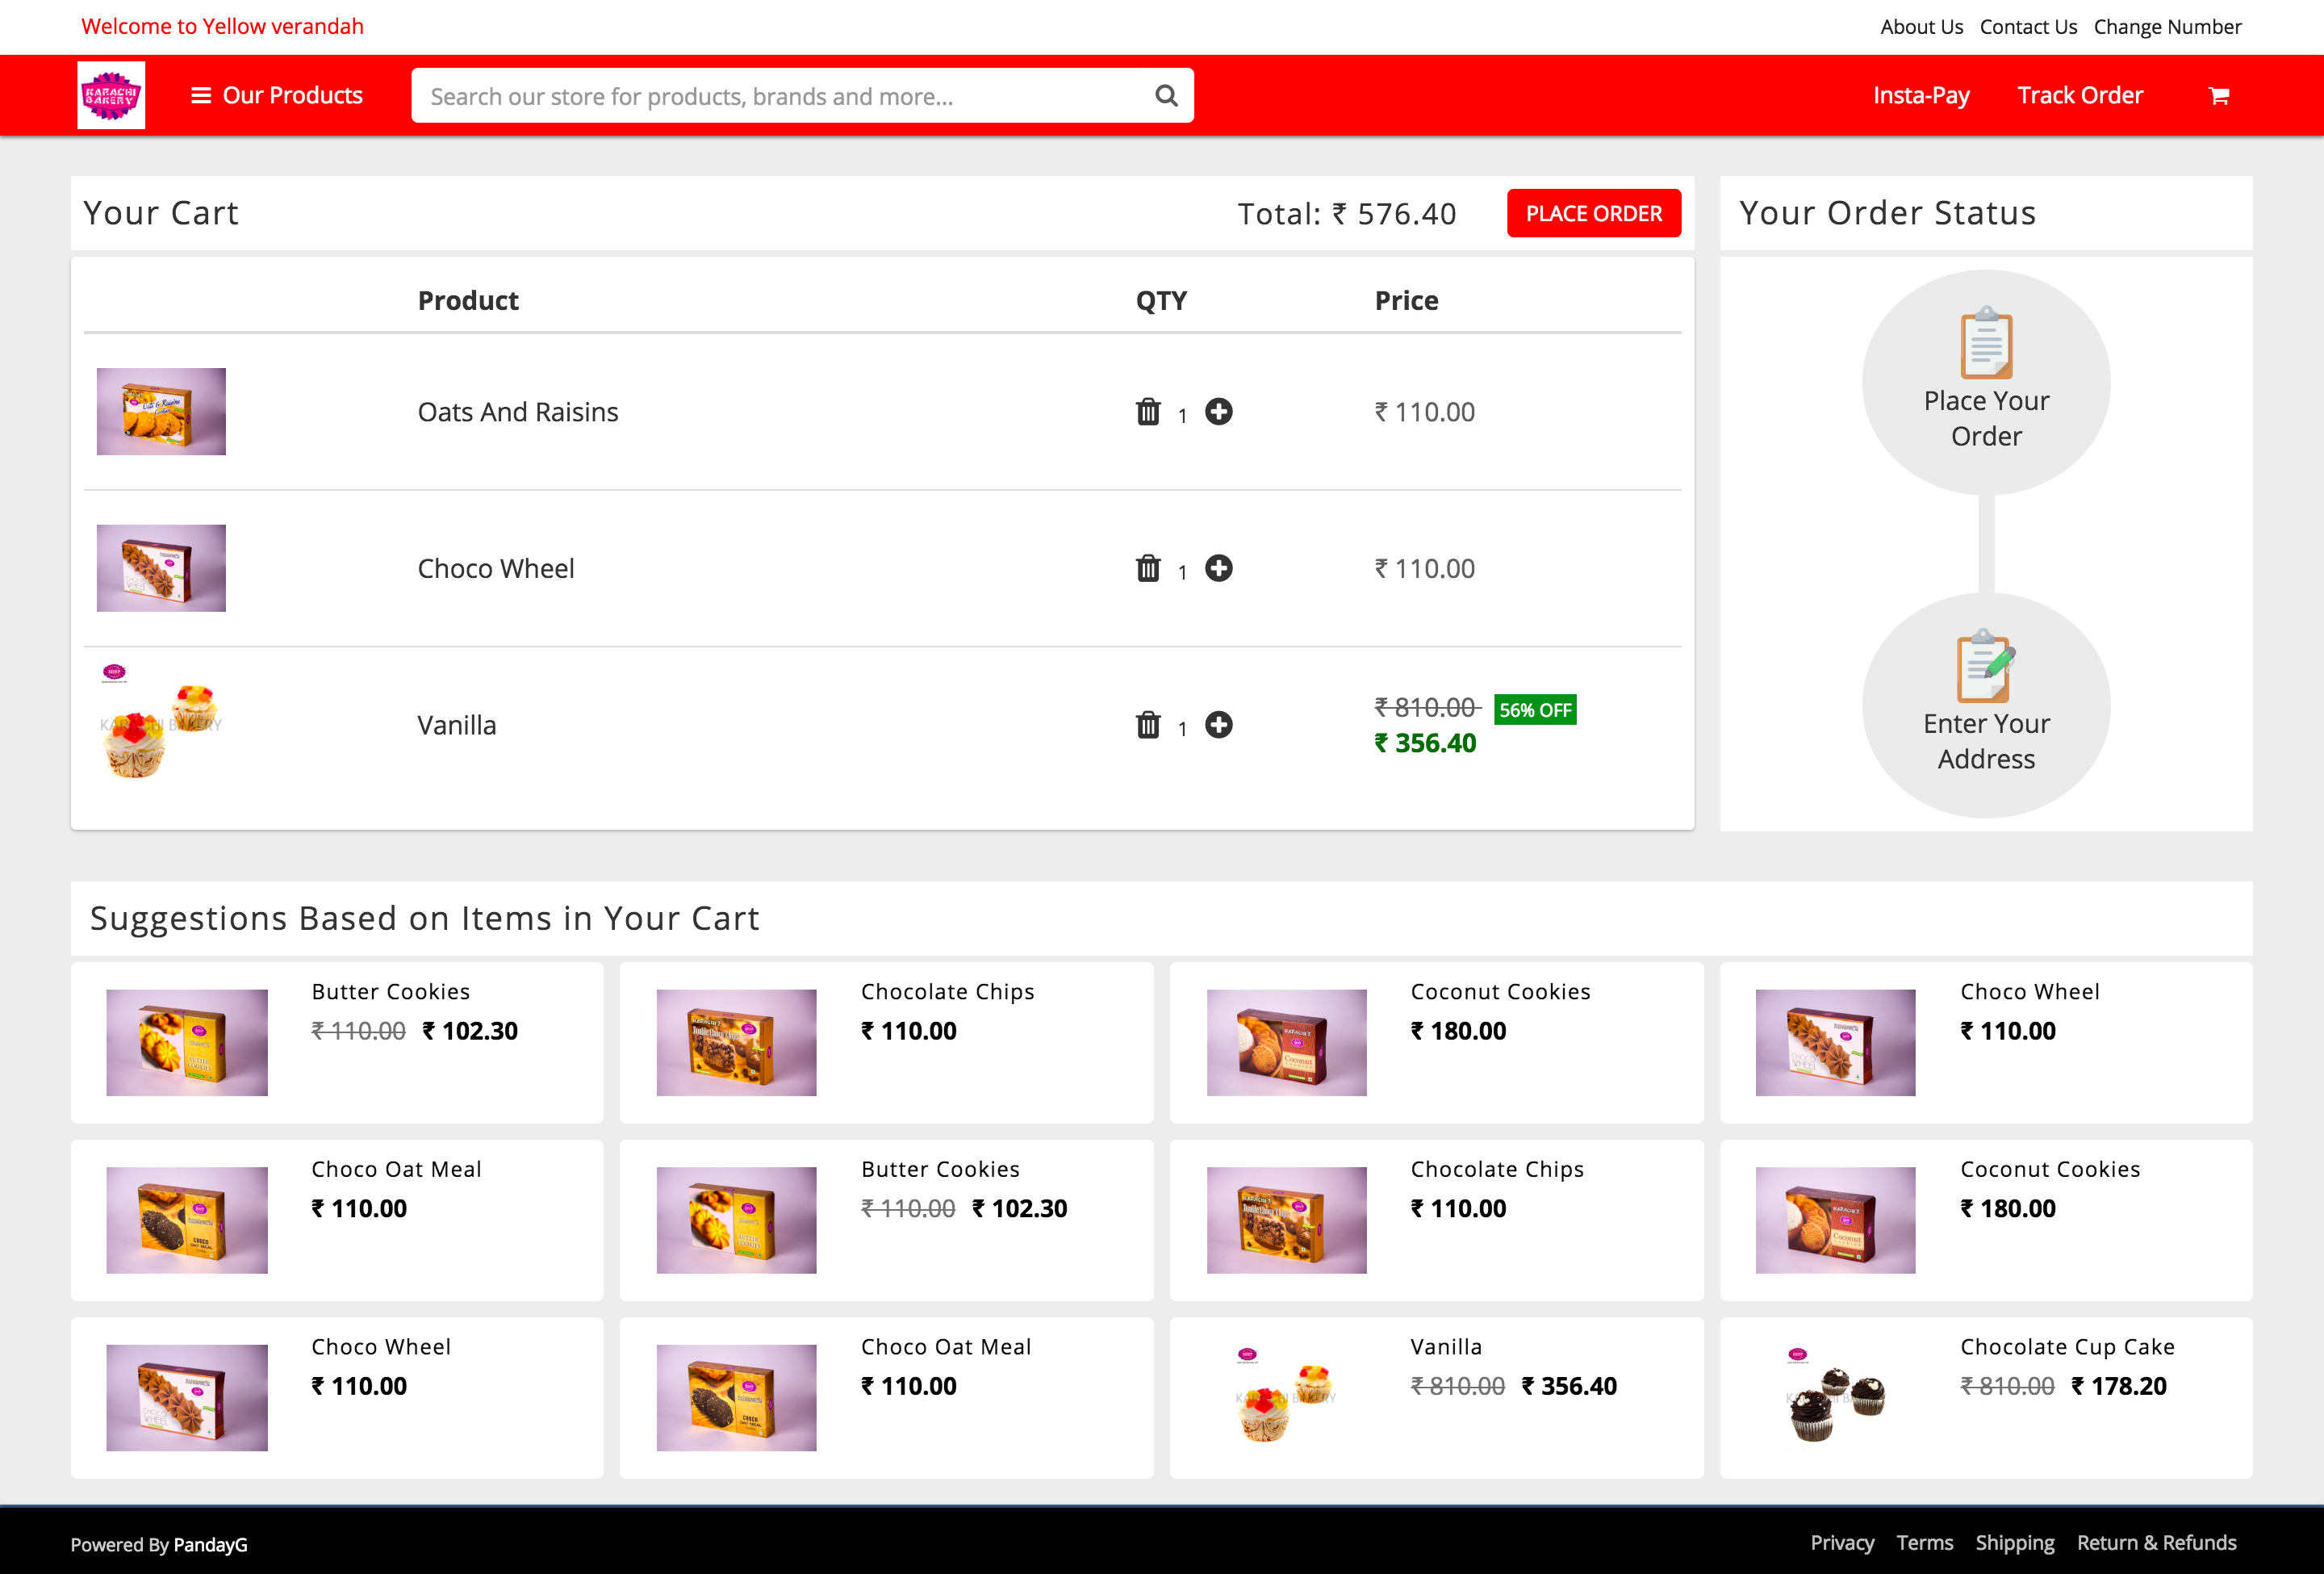 Welcome to Yellow verandah
About Us Contact Us Change Number
KARACHI
BAKERY
Our Products
Search our store for products, brands and more...
Insta-Pay Track Order
Your Cart
Total: ₹ 576.40
PLACE ORDER
Your Order Status
Product QTY Price
Oats And Raisins 1 ₹ 110.00
Choco Wheel 1 ₹ 110.00
KARACHI BAKERY
Vanilla 1 ₹ 810.00 56% OFF
₹ 356.40
Place Your
Order
Enter Your
Address
Suggestions Based on Items in Your Cart
Butter Cookies
₹ 110.00 ₹ 102.30
Chocolate Chips
₹ 110.00
Coconut Cookies
₹ 180.00
Choco Wheel
₹ 110.00
Choco Oat Meal
₹ 110.00
Butter Cookies
₹ 110.00 ₹ 102.30
Chocolate Chips
₹ 110.00
Coconut Cookies
₹ 180.00
Choco Wheel
₹ 110.00
Choco Oat Meal
₹ 110.00
Vanilla
₹ 810.00 ₹ 356.40
Chocolate Cup Cake
₹ 810.00 ₹ 178.20
Powered By PandayG
Privacy Terms Shipping Return & Refunds